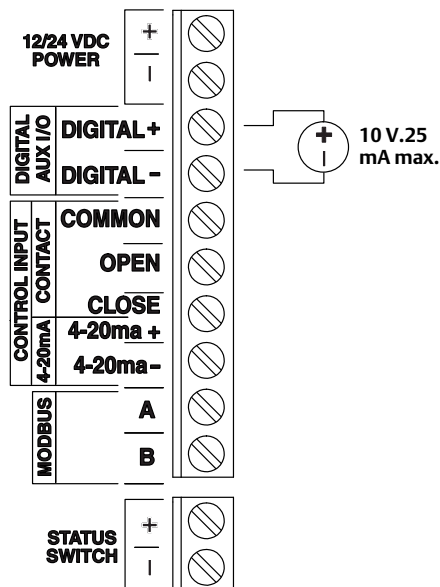 12/24 VDC
POWER
+
–
DIGITAL
AUX I/O
DIGITAL+
DIGITAL-
+
–
10 V.25
mA max.
CONTROL INPUT
CONTACT
COMMON
OPEN
CLOSE
4-20mA
4-20ma +
4-20ma-
MODBUS
A
B
STATUS
SWITCH
+
–